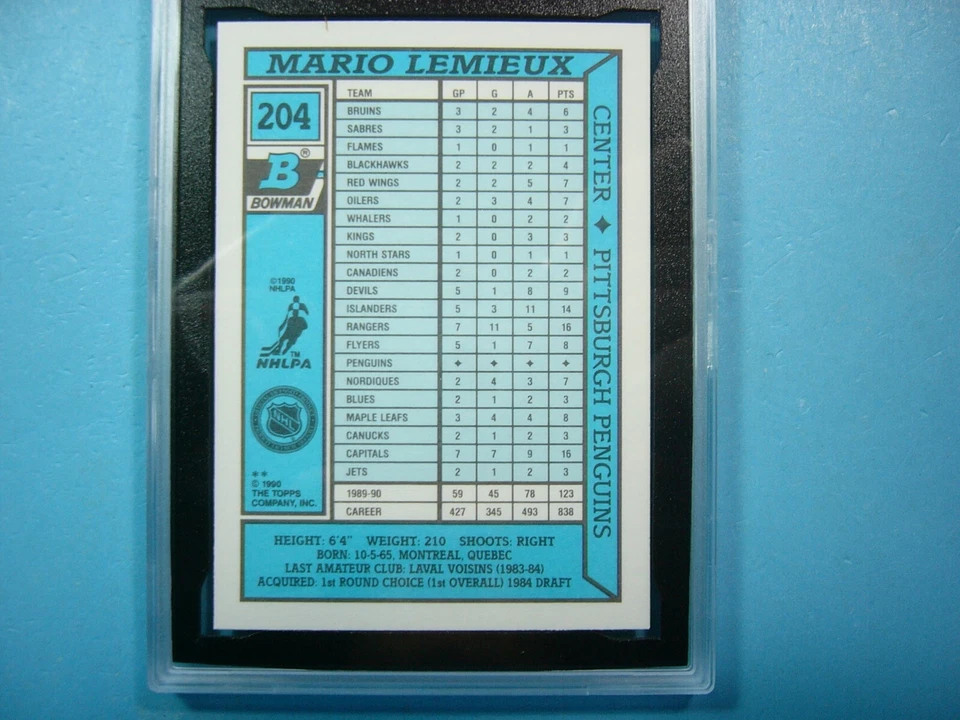 MARIO LEMIEUX
204
B®
BOWMAN
©1990
NHLPA
TM
NHLPA
NHL
**
© 1990
THE TOPPS
COMPANY, INC.
TEAM GP G A PTS
BRUINS 3 2 4 6
SABRES 3 2 1 3
FLAMES 1 0 1 1
BLACKHAWKS 2 2 2 4
RED WINGS 2 2 5 7
OILERS 2 3 4 7
WHALERS 1 0 2 2
KINGS 2 0 3 3
NORTH STARS 1 0 1 1
CANADIENS 2 0 2 2
DEVILS 5 1 8 9
ISLANDERS 5 3 11 14
RANGERS 7 11 5 16
FLYERS 5 1 7 8
PENGUINS ✦ ✦ ✦ ✦
NORDIQUES 2 4 3 7
BLUES 2 1 2 3
MAPLE LEAFS 3 4 4 8
CANUCKS 2 1 2 3
CAPITALS 7 7 9 16
JETS 2 1 2 3
1989-90 59 45 78 123
CAREER 427 345 493 838
CENTER ✦ PITTSBURGH PENGUINS
HEIGHT: 6'4" WEIGHT: 210 SHOOTS: RIGHT
BORN: 10-5-65, MONTREAL, QUEBEC
LAST AMATEUR CLUB: LAVAL VOISINS (1983-84)
ACQUIRED: 1st ROUND CHOICE (1st OVERALL) 1984 DRAFT